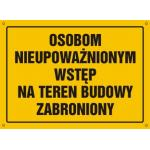 OSOBOM
NIEUPOWAŻNIONYM
WSTĘP
NA TEREN BUDOWY
ZABRONIONY